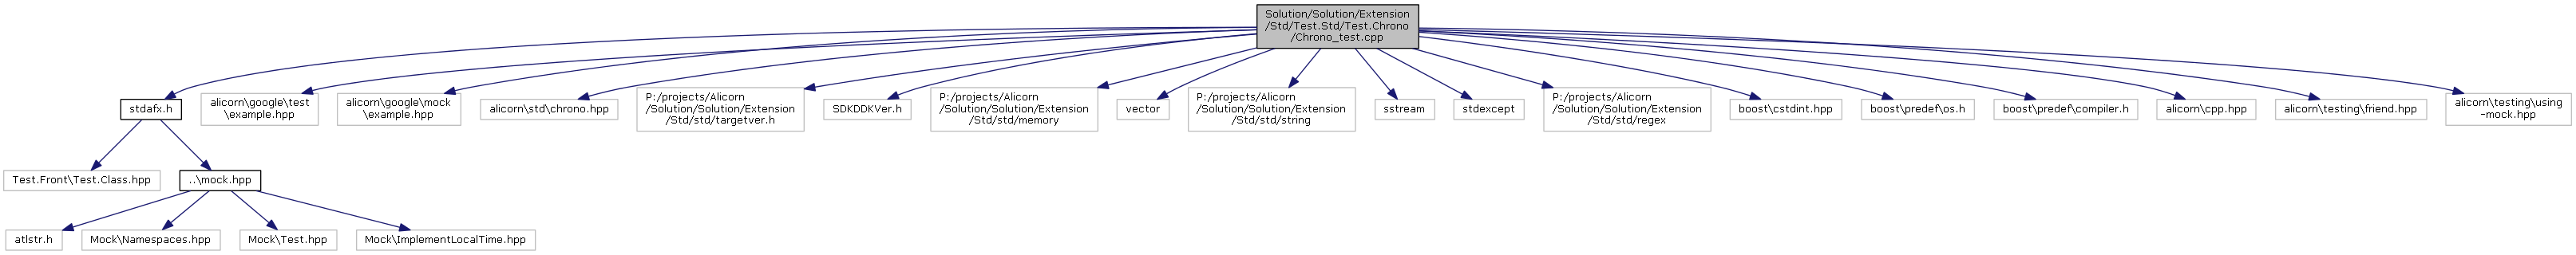 Solution/Solution/Extension
/Std/Test.Std/Test.Chrono
/Chrono_test.cpp
stdafx.h
alicorn\google\test
\example.hpp
alicorn\google\mock
\example.hpp
alicorn\std\chrono.hpp
P:/projects/Alicorn
/Solution/Solution/Extension
/Std/std/targetver.h
SDKDDKVer.h
P:/projects/Alicorn
/Solution/Solution/Extension
/Std/std/memory
vector
P:/projects/Alicorn
/Solution/Solution/Extension
/Std/std/string
sstream
stdexcept
P:/projects/Alicorn
/Solution/Solution/Extension
/Std/std/regex
boost\cstdint.hpp
boost\predef\os.h
boost\predef\compiler.h
alicorn\cpp.hpp
alicorn\testing\friend.hpp
alicorn\testing\using
-mock.hpp
Test.Front\Test.Class.hpp
..\mock.hpp
atlstr.h
Mock\Namespaces.hpp
Mock\Test.hpp
Mock\ImplementLocalTime.hpp